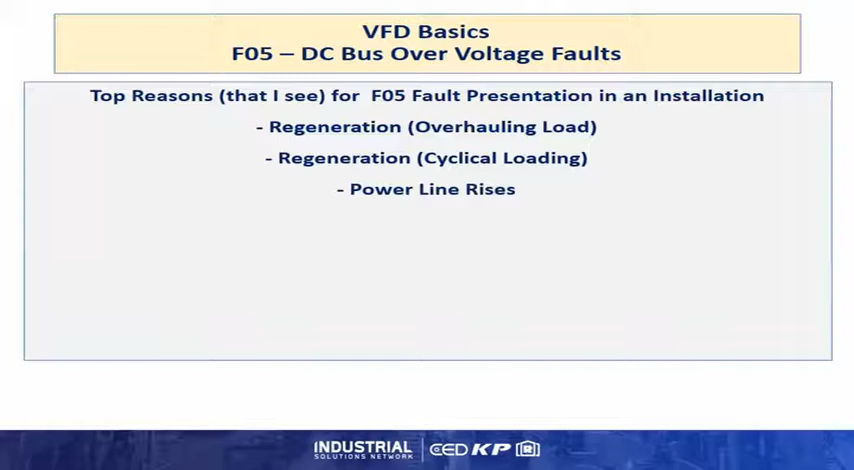 VFD Basics
F05 – DC Bus Over Voltage Faults
Top Reasons (that I see) for F05 Fault Presentation in an Installation
- Regeneration (Overhauling Load)
- Regeneration (Cyclical Loading)
- Power Line Rises
INDUSTRIAL
SOLUTIONS NETWORK
CED KP R